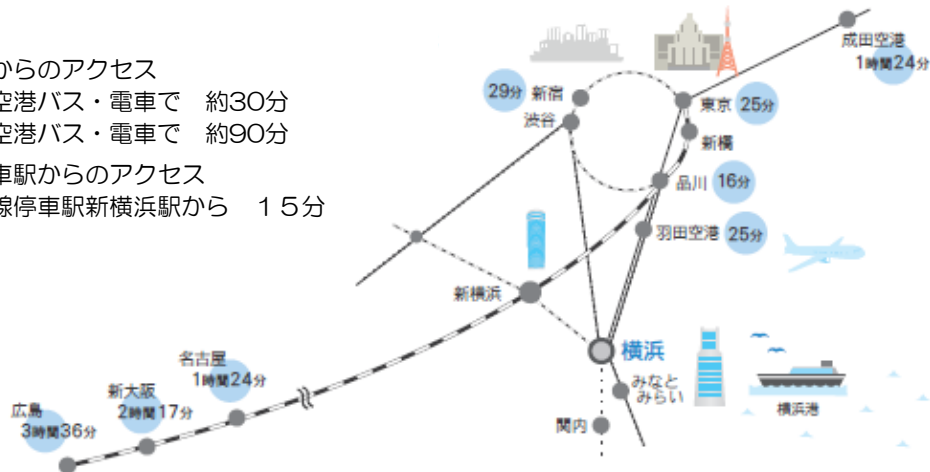 からのアクセス
空港バス・電車で　約30分
空港バス・電車で　約90分
車駅からのアクセス
線停車駅新横浜駅から　１５分
成田空港
1時間24分
29分 新宿
渋谷
東京 25分
新橋
品川 16分
羽田空港 25分
新横浜
横浜
みなと
みらい
関内
横浜港
名古屋
1時間24分
新大阪
2時間17分
広島
3時間36分